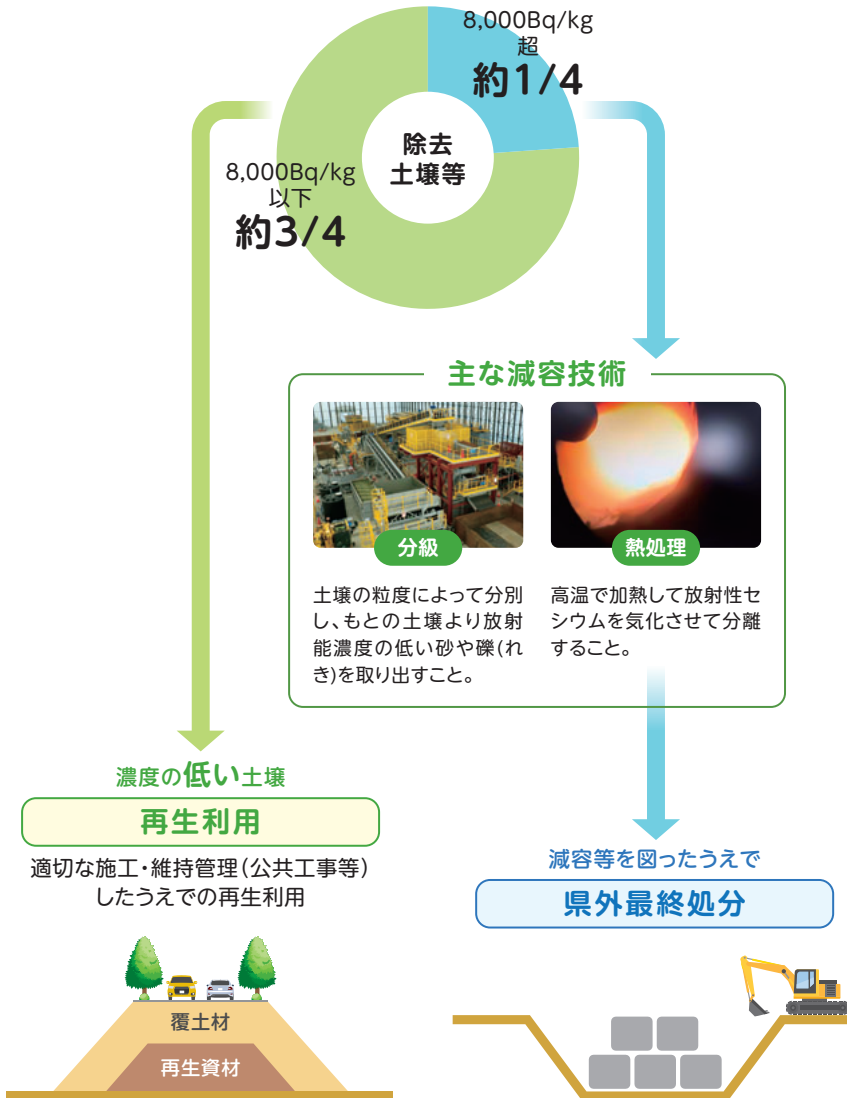 8,000Bq/kg
超
約1/4
除去
土壌等
8,000Bq/kg
以下
約3/4
主な減容技術
分級
土壌の粒度によって分別
し、もとの土壌より放射
能濃度の低い砂や礫(れ
き)を取り出すこと。
熱処理
高温で加熱して放射性セ
シウムを気化させて分離
すること。
濃度の低い土壌
再生利用
適切な施工・維持管理(公共工事等)
したうえでの再生利用
覆土材
再生資材
減容等を図ったうえで
県外最終処分